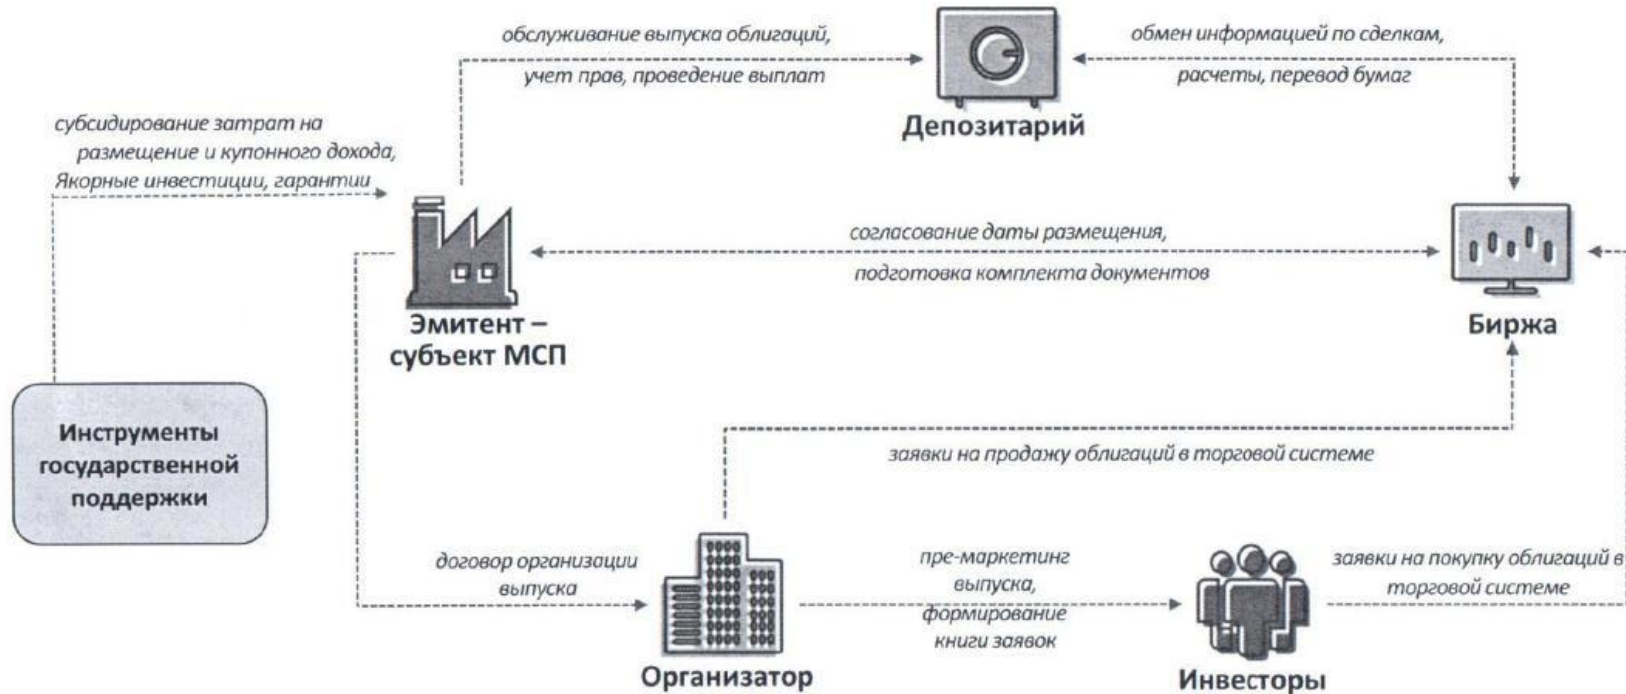 обслуживание выпуска облигаций,
учет прав, проведение выплат
обмен информацией по сделкам,
расчеты, перевод бумаг
Депозитарий
субсидирование затрат на
размещение и купонного дохода,
Якорные инвестиции, гарантии
согласование даты размещения,
подготовка комплекта документов
Эмитент –
субъект МСП
Биржа
Инструменты
государственной
поддержки
заявки на продажу облигаций в торговой системе
договор организации
выпуска
пре-маркетинг
выпуска,
формирование
книги заявок
заявки на покупку облигаций в
торговой системе
Организатор
Инвесторы